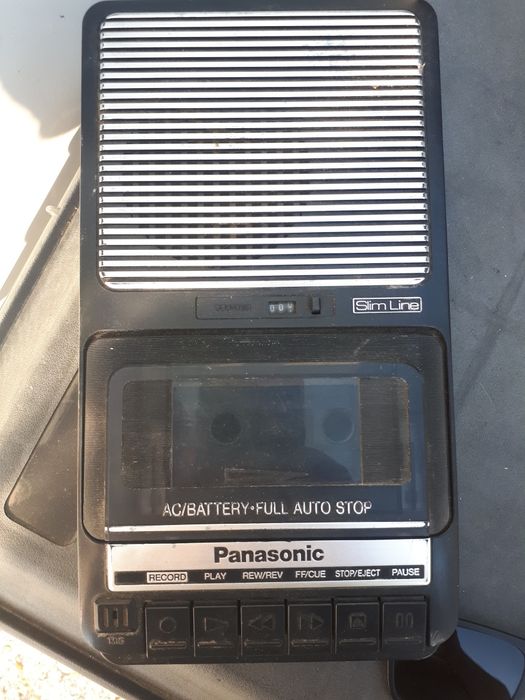 Slim Line
AC/BATTERY•FULL AUTO STOP
Panasonic
RECORD PLAY REW/REV FF/CUE STOP/EJECT PAUSE